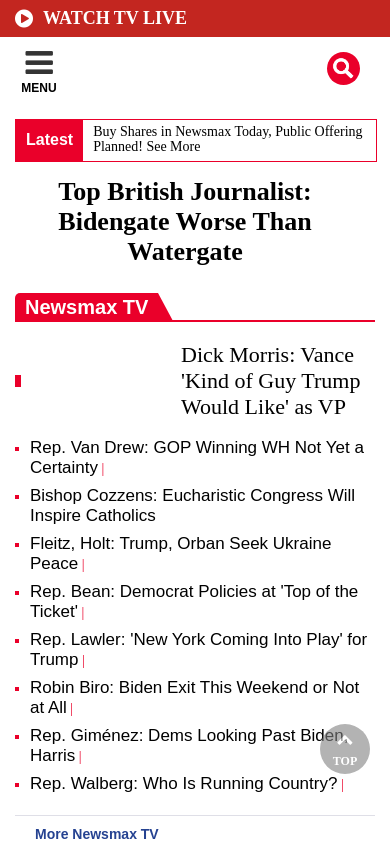 WATCH TV LIVE
MENU
Latest
Buy Shares in Newsmax Today, Public Offering
Planned! See More
Top British Journalist:
Bidengate Worse Than
Watergate
Newsmax TV
Dick Morris: Vance
'Kind of Guy Trump
Would Like' as VP
Rep. Van Drew: GOP Winning WH Not Yet a
Certainty |
Bishop Cozzens: Eucharistic Congress Will
Inspire Catholics
Fleitz, Holt: Trump, Orban Seek Ukraine
Peace |
Rep. Bean: Democrat Policies at 'Top of the
Ticket' |
Rep. Lawler: 'New York Coming Into Play' for
Trump |
Robin Biro: Biden Exit This Weekend or Not
at All |
Rep. Giménez: Dems Looking Past Biden,
Harris |
TOP
Rep. Walberg: Who Is Running Country? |
More Newsmax TV